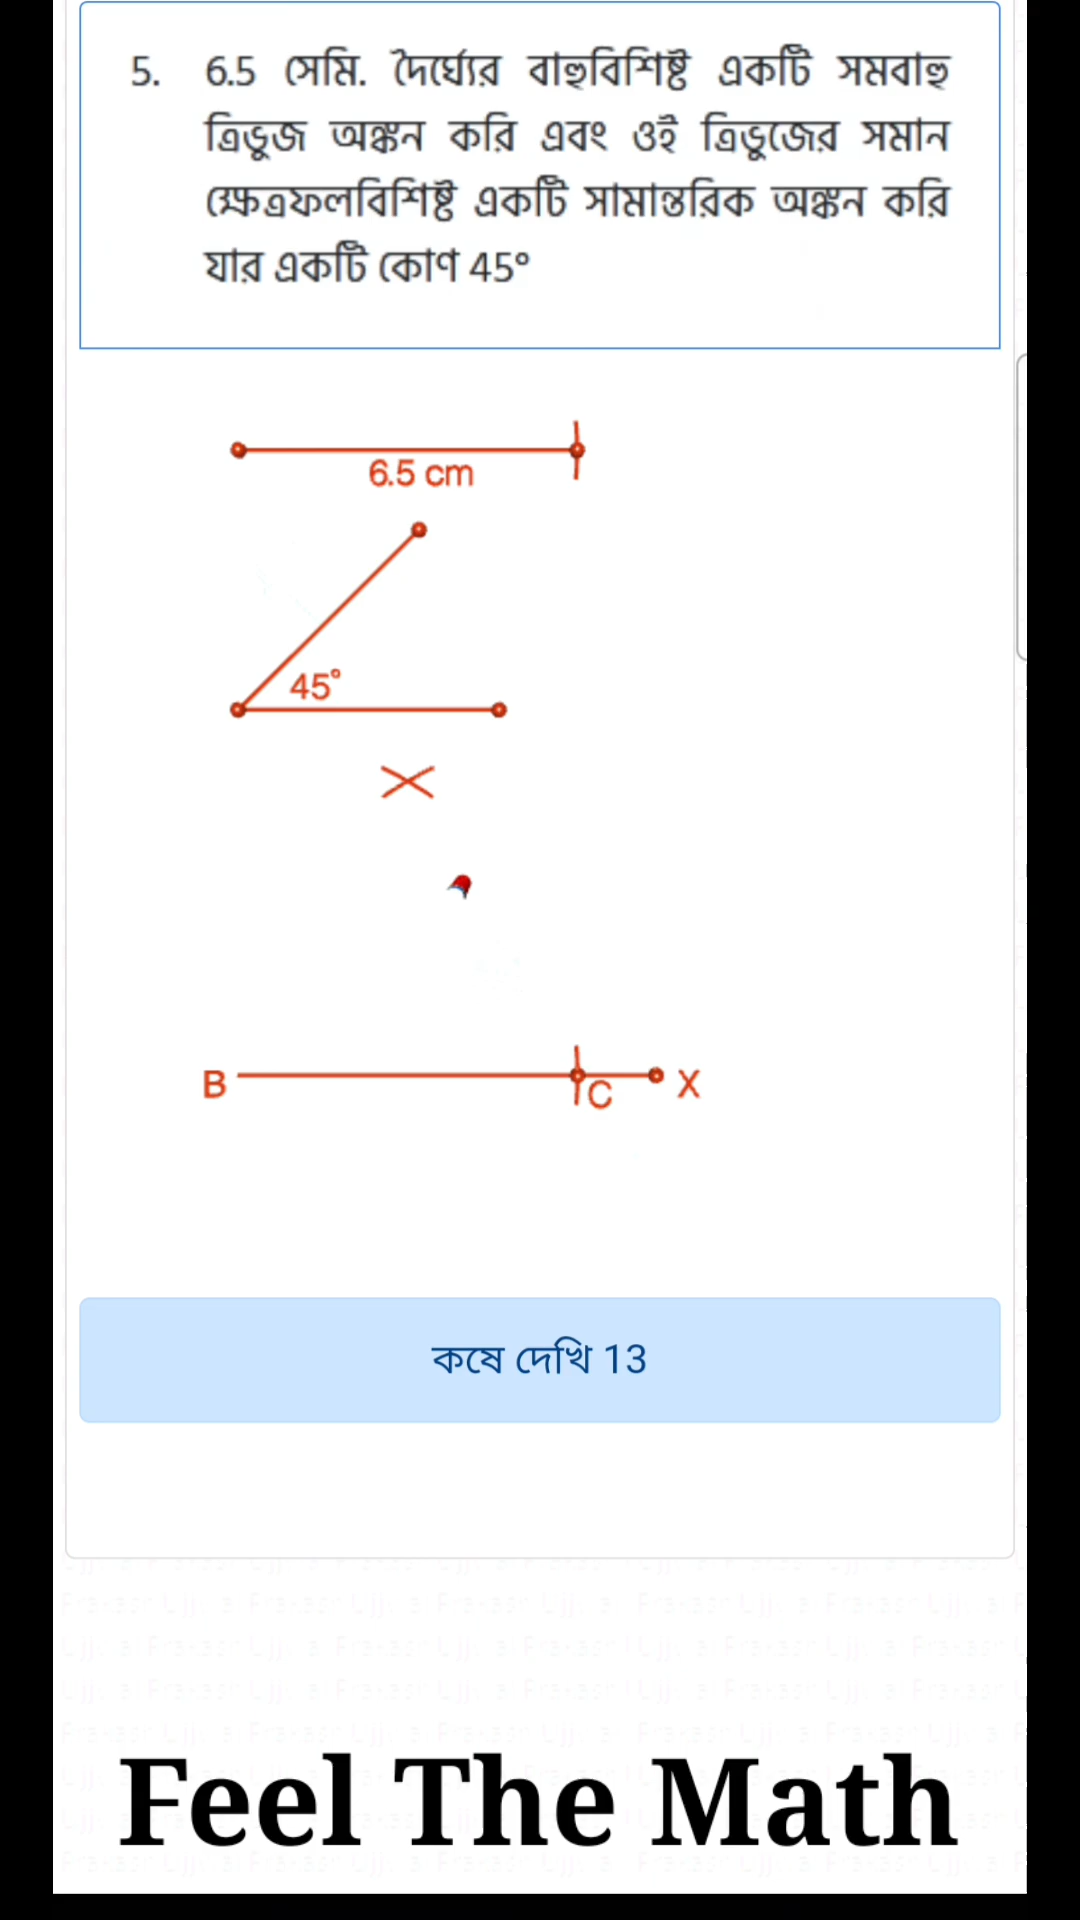 5. 6.5 সেমি. দৈর্ঘ্যের বাহুবিশিষ্ট একটি সমবাহু
ত্রিভুজ অঙ্কন করি এবং ওই ত্রিভুজের সমান
ক্ষেত্রফলবিশিষ্ট একটি সামান্তরিক অঙ্কন করি
যার একটি কোণ 45°
6.5 cm
45°
B
C
X
কষে দেখি 13
Feel The Math